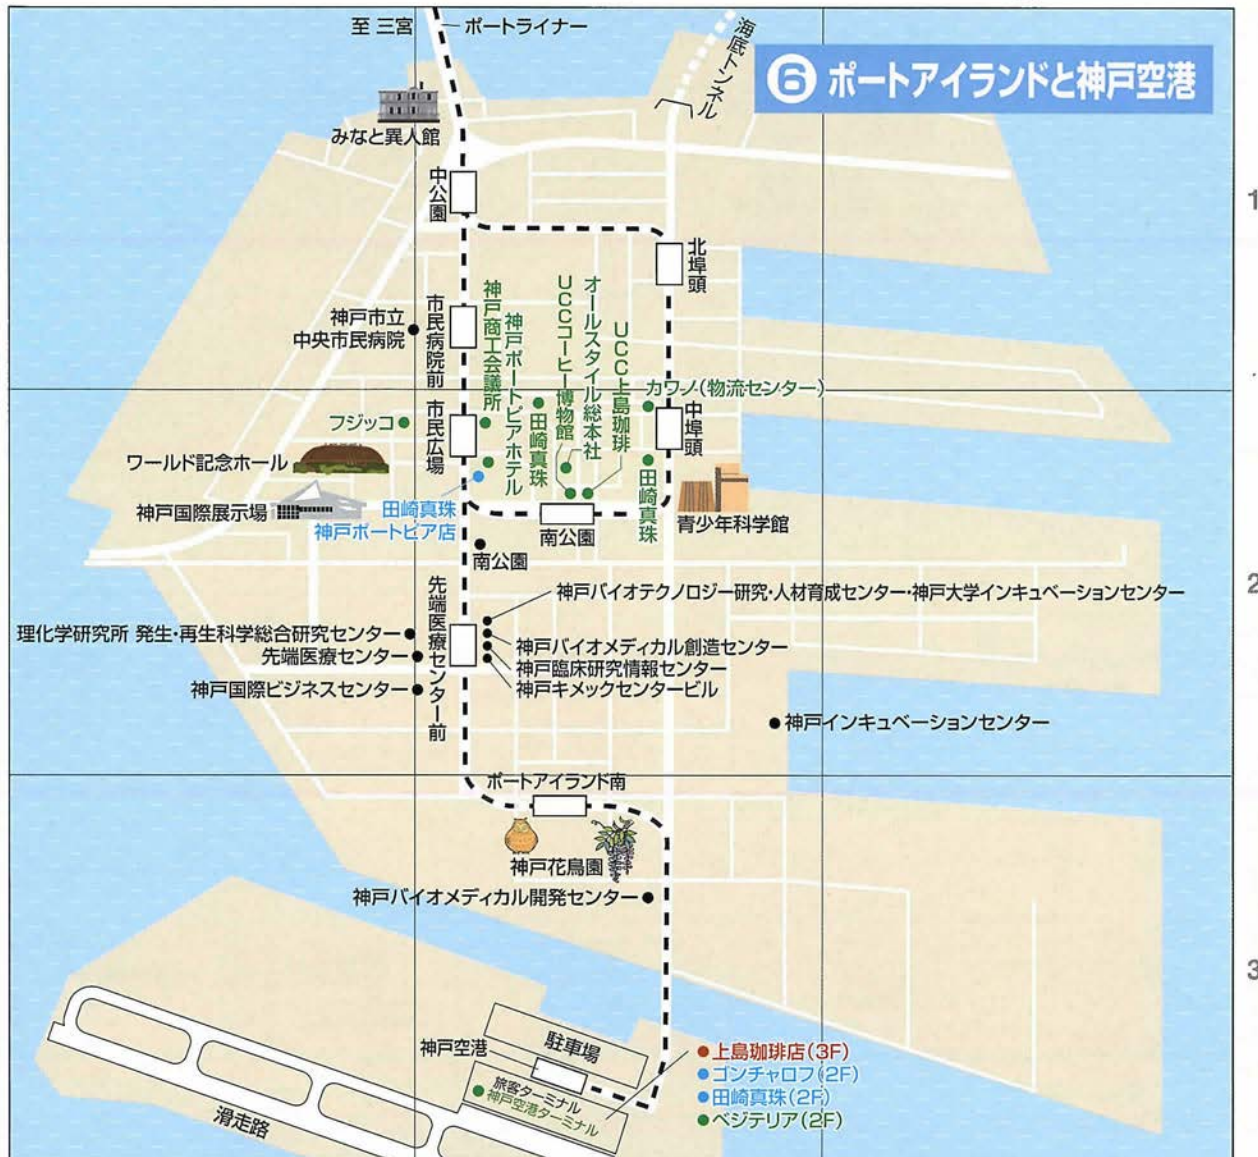 至 三宮
ポートライナー
海底トンネル
⑥ ポートアイランドと神戸空港
みなと異人館
中公園
1
北埠頭
神戸市立
中央市民病院
市民病院前
神戸商工会議所
神戸ポートピアホテル
田崎真珠
UCCコーヒー博物館
オールスタイル総本社
UCC上島珈琲
カワノ(物流センター)
フジッコ
市民広場
中埠頭
ワールド記念ホール
神戸国際展示場
田崎真珠
神戸ポートピア店
南公園
田崎真珠
青少年科学館
南公園
2
先端医療センター前
神戸バイオテクノロジー研究・人材育成センター・神戸大学インキュベーションセンター
理化学研究所 発生・再生科学総合研究センター
神戸バイオメディカル創造センター
先端医療センター
神戸臨床研究情報センター
神戸国際ビジネスセンター
神戸キメックセンタービル
神戸インキュベーションセンター
ポートアイランド南
神戸花鳥園
神戸バイオメディカル開発センター
3
駐車場
神戸空港
旅客ターミナル
神戸空港ターミナル
滑走路
上島珈琲店(3F)
ゴンチャロフ(2F)
田崎真珠(2F)
ベジテリア(2F)